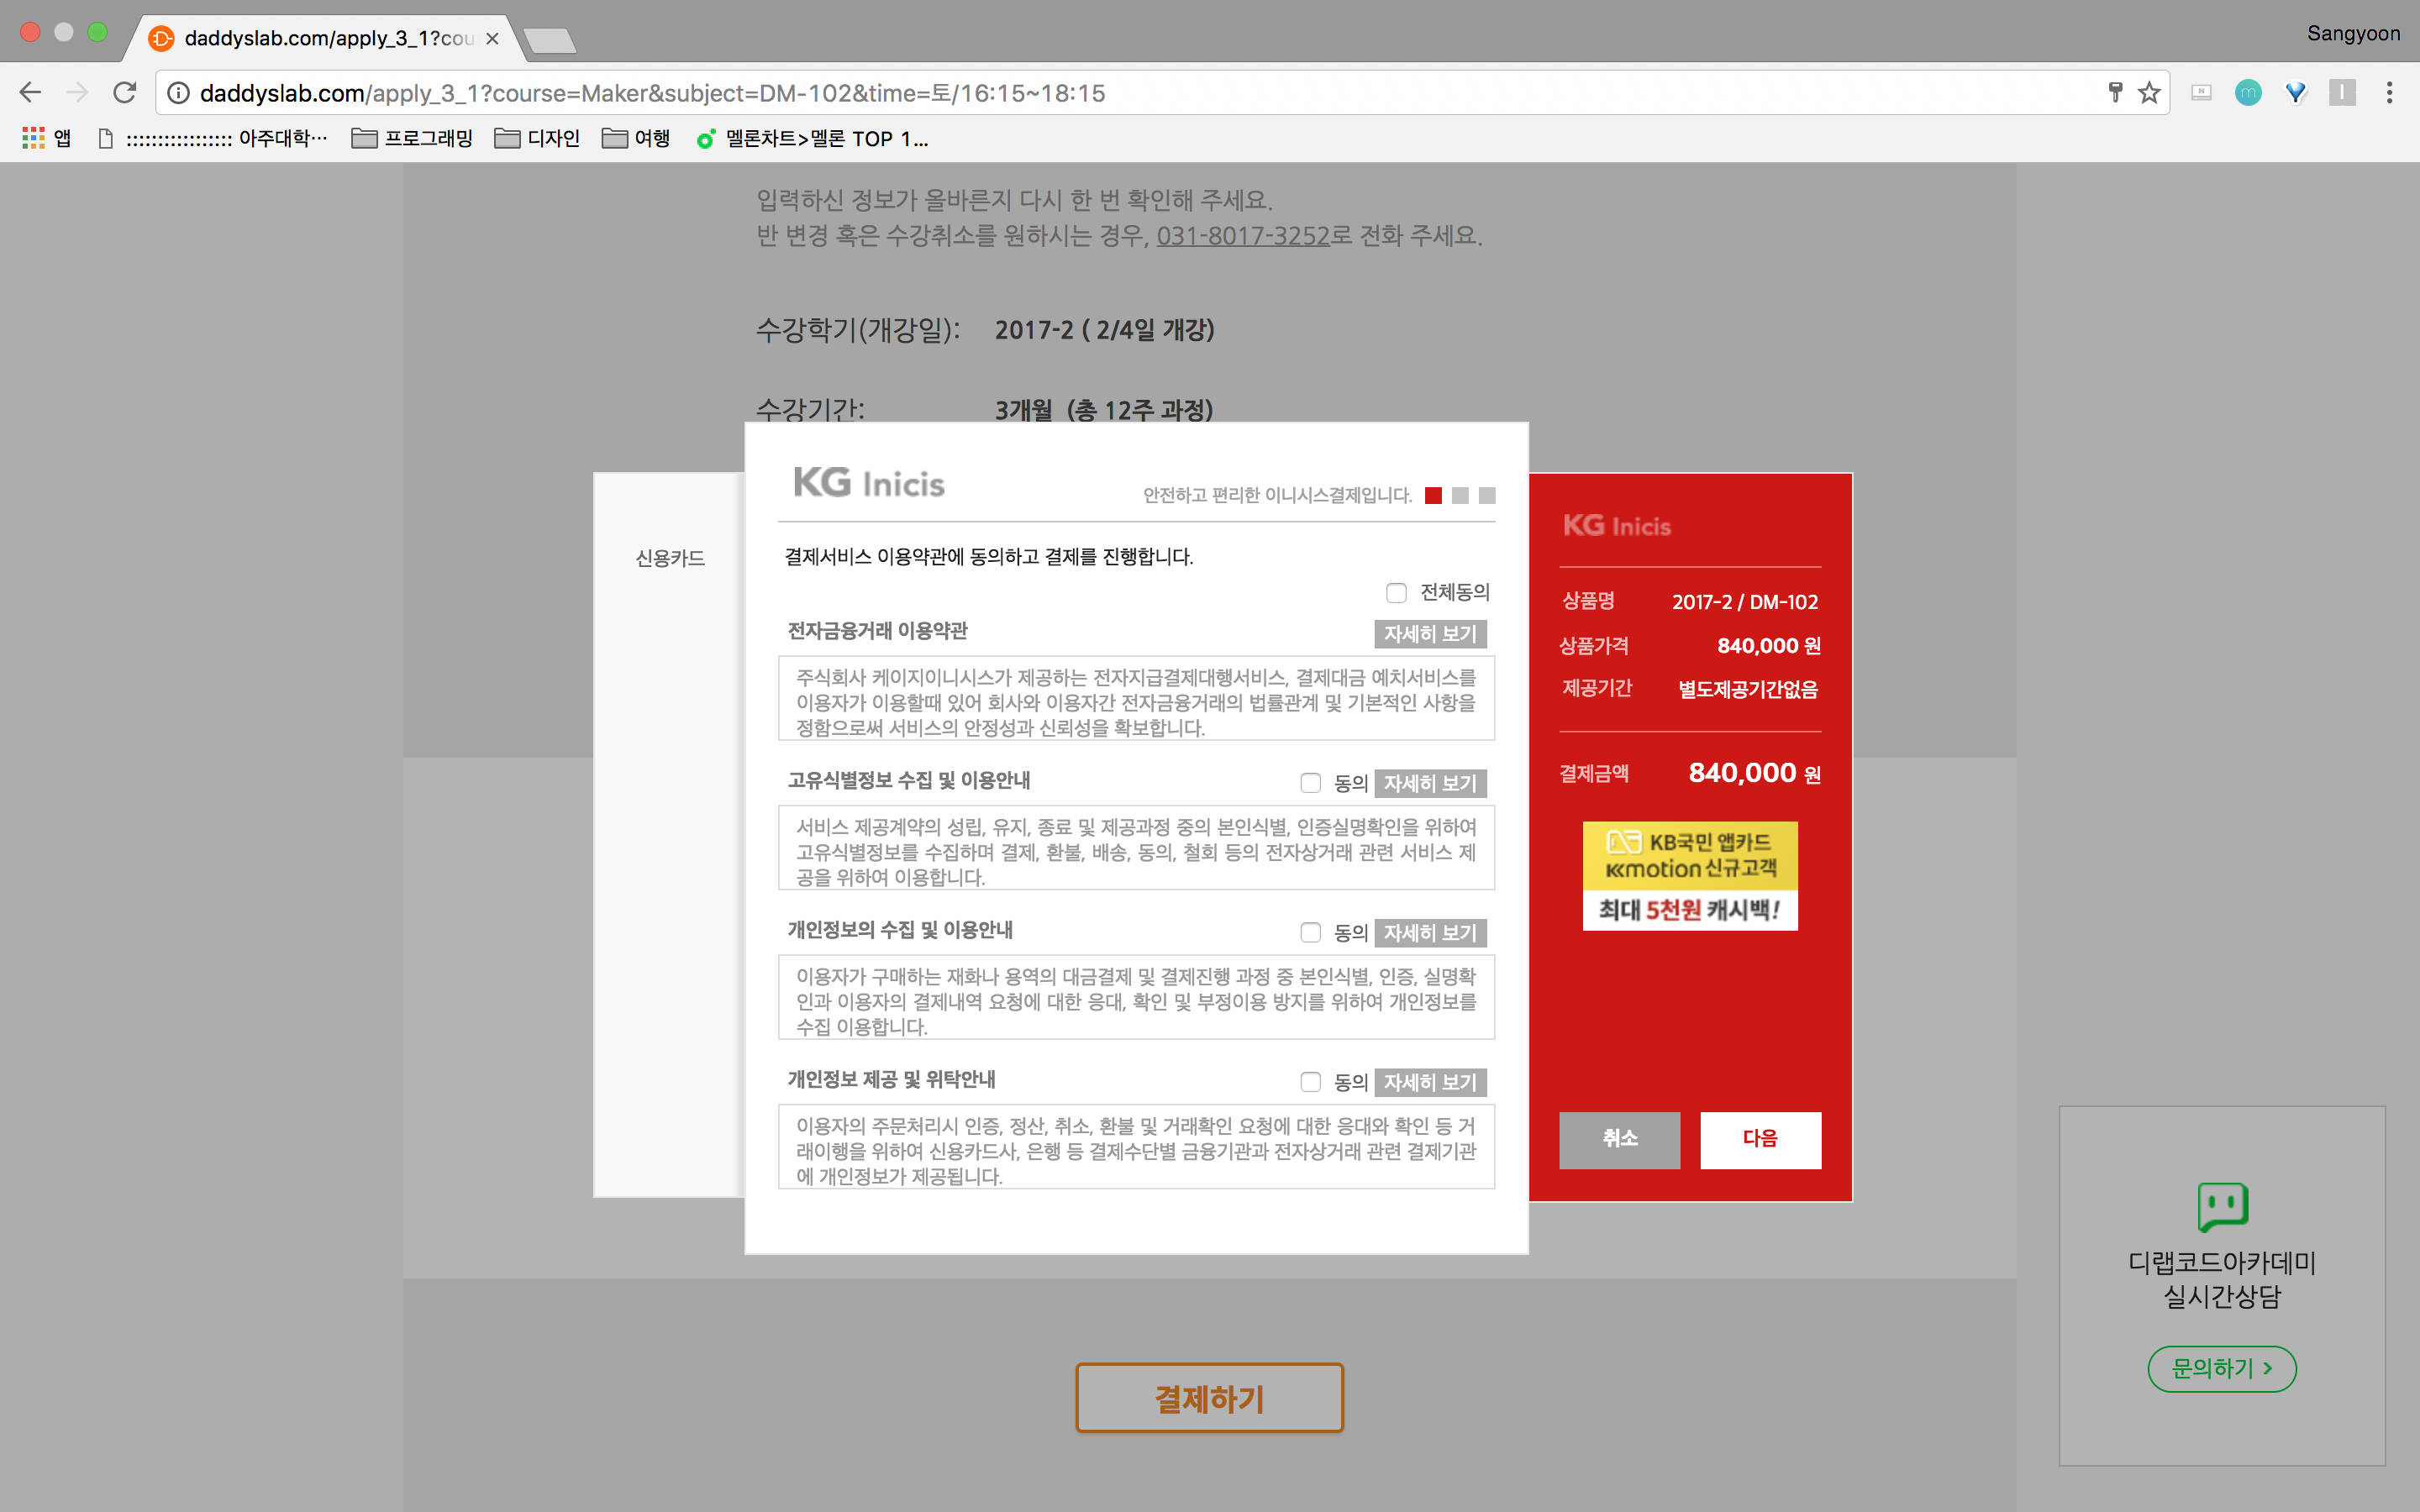 daddyslab.com/apply_3_1?cou
Sangyoon
daddyslab.com/apply_3_1?course=Maker&subject=DM-102&time=토/16:15~18:15
앱
:::::::::::::::::: 아주대학…
프로그래밍
디자인
여행
멜론차트>멜론 TOP 1...
입력하신 정보가 올바른지 다시 한 번 확인해 주세요.
반 변경 혹은 수강취소를 원하시는 경우, 031-8017-3252로 전화 주세요.
수강학기(개강일): 2017-2 ( 2/4일 개강)
수강기간: 3개월 (총 12주 과정)
신용카드
KG Inicis
안전하고 편리한 이니시스결제입니다.
결제서비스 이용약관에 동의하고 결제를 진행합니다.
전체동의
전자금융거래 이용약관
자세히 보기
주식회사 케이지이니시스가 제공하는 전자지급결제대행서비스, 결제대금 예치서비스를
이용자가 이용할때 있어 회사와 이용자간 전자금융거래의 법률관계 및 기본적인 사항을
정함으로써 서비스의 안정성과 신뢰성을 확보합니다.
고유식별정보 수집 및 이용안내
동의 자세히 보기
서비스 제공계약의 성립, 유지, 종료 및 제공과정 중의 본인식별, 인증실명확인을 위하여
고유식별정보를 수집하며 결제, 환불, 배송, 동의, 철회 등의 전자상거래 관련 서비스 제
공을 위하여 이용합니다.
개인정보의 수집 및 이용안내
동의 자세히 보기
이용자가 구매하는 재화나 용역의 대금결제 및 결제진행 과정 중 본인식별, 인증, 실명확
인과 이용자의 결제내역 요청에 대한 응대, 확인 및 부정이용 방지를 위하여 개인정보를
수집 이용합니다.
개인정보 제공 및 위탁안내
동의 자세히 보기
이용자의 주문처리시 인증, 정산, 취소, 환불 및 거래확인 요청에 대한 응대와 확인 등 거
래이행을 위하여 신용카드사, 은행 등 결제수단별 금융기관과 전자상거래 관련 결제기관
에 개인정보가 제공됩니다.
KG Inicis
상품명 2017-2 / DM-102
상품가격 840,000 원
제공기간 별도제공기간없음
결제금액 840,000 원
KB국민 앱카드
K-motion 신규고객
최대 5천원 캐시백!
취소
다음
결제하기
디랩코드아카데미
실시간상담
문의하기 >